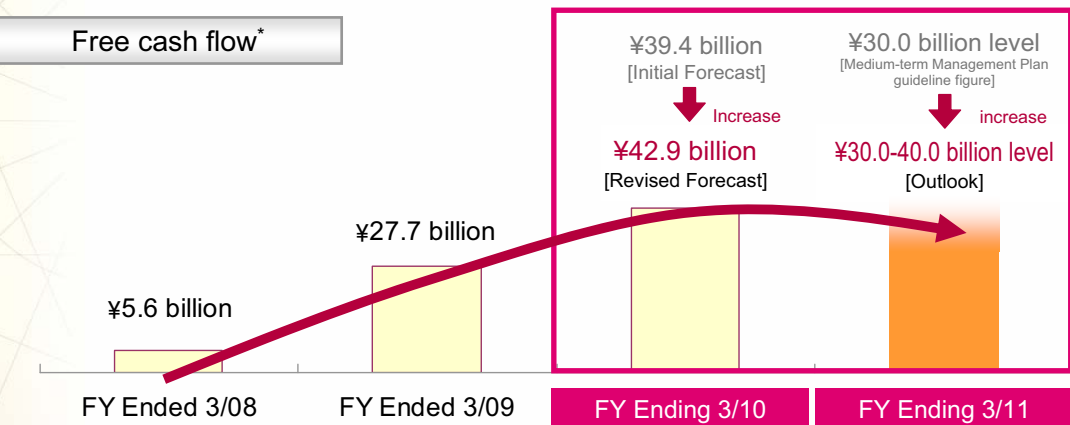 Free cash flow*
¥39.4 billion
[Initial Forecast]
Increase
¥42.9 billion
[Revised Forecast]
¥30.0 billion level
[Medium-term Management Plan
guideline figure]
increase
¥30.0-40.0 billion level
[Outlook]
¥27.7 billion
¥5.6 billion
FY Ended 3/08
FY Ended 3/09
FY Ending 3/10
FY Ending 3/11